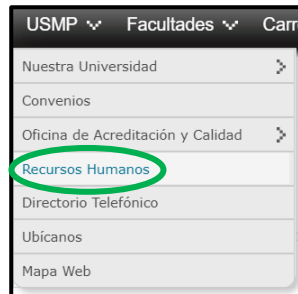 USMP Facultades
Nuestra Universidad
Convenios
Oficina de Acreditación y Calidad
Recursos Humanos
Directorio Telefónico
Ubícanos
Mapa Web